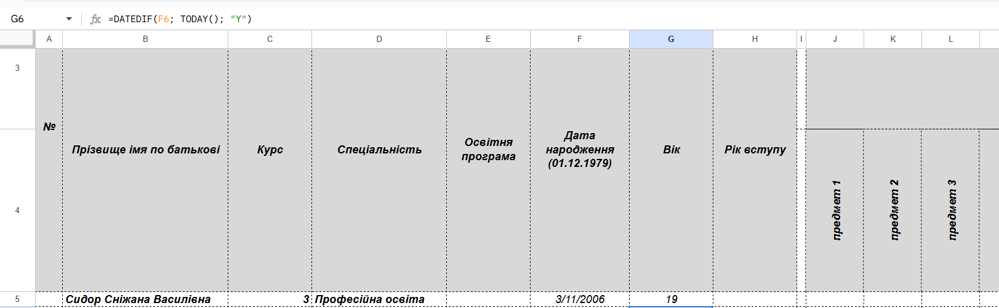 G6
fx =DATEDIF(F6; TODAY(); "Y")
A B C D E F G H I J K L
3
№
Прізвище імя по батькові
Курс
Спеціальність
Освітня
програма
Дата
народження
(01.12.1979)
Вік
Рік вступу
4
предмет 1
предмет 2
предмет 3
5 Сидор Сніжана Василівна 3 Професійна освіта 3/11/2006 19